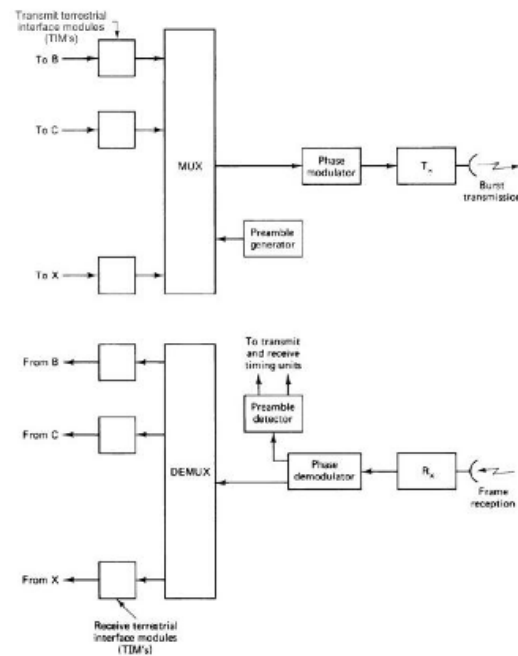 Transmit terrestrial
interface modules
(TIM's)
To B
To C
MUX
Phase
modulator
Tx
Burst
transmission
Preamble
generator
To X
To transmit
and receive
timing units
From B
Preamble
detector
From C
DEMUX
Phase
demodulator
Rx
Frame
reception
From X
Receive terrestrial
interface modules
(TIM's)